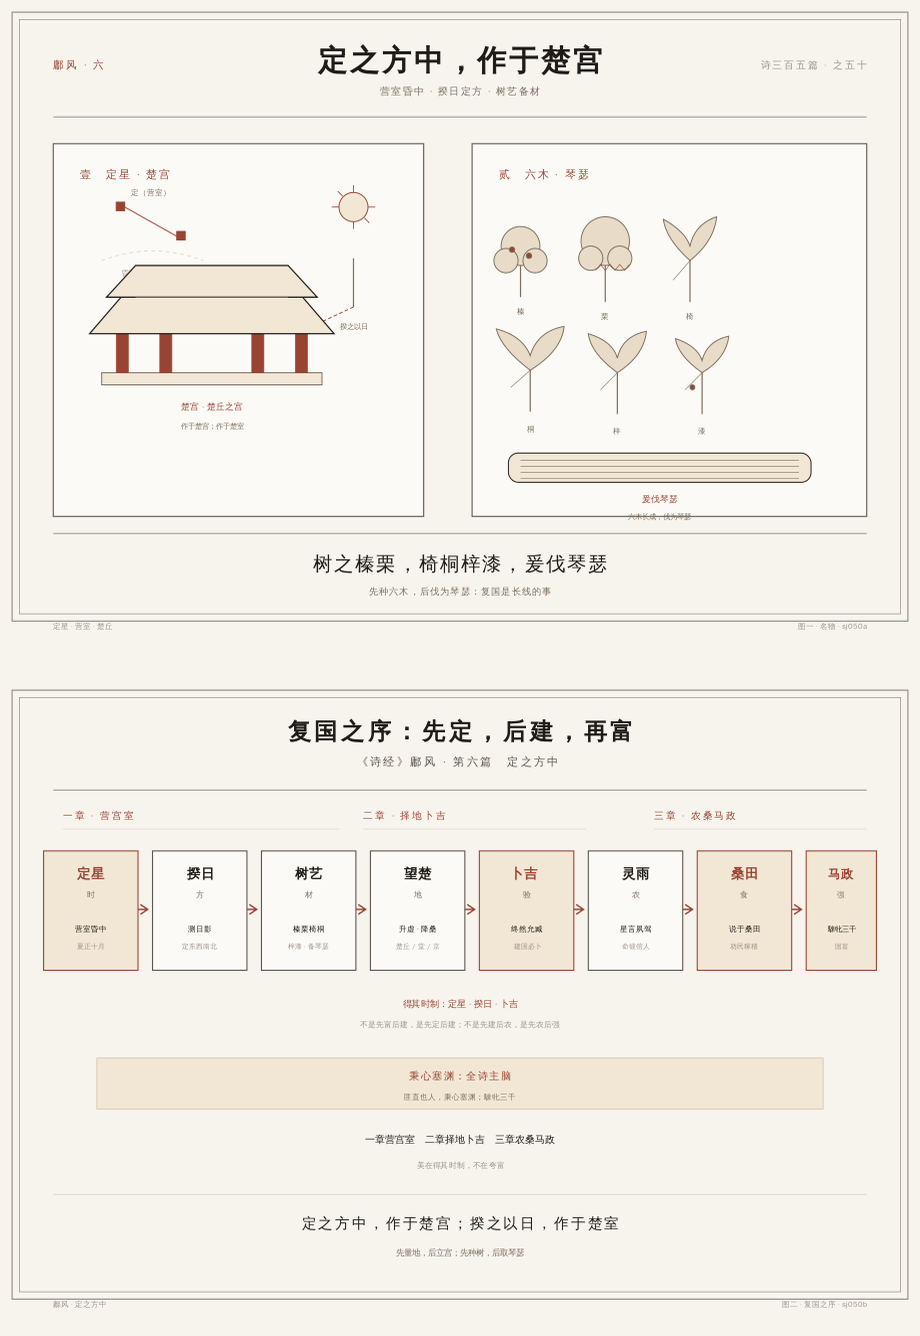 鄘风 · 六
定之方中，作于楚宫
诗三百五篇 · 之五十
营室昏中 · 揆日定方 · 树艺备材
壹　定星 · 楚宫
定（营室）
揆之以日
楚宫 · 楚丘之宫
作于楚宫；作于楚室
贰　六木 · 琴瑟
榛
栗
椅
桐
梓
漆
爰伐琴瑟
六木长成，伐为琴瑟
树之榛栗，椅桐梓漆，爰伐琴瑟
先种六木，后伐为琴瑟：复国是长线的事
定星 · 营室 · 楚丘
图一 · 名物 · sj050a
复国之序：先定，后建，再富
《诗经》鄘风 · 第六篇　定之方中
一章 · 营宫室
二章 · 择地卜吉
三章 · 农桑马政
定星
时
营室昏中
夏正十月
揆日
方
测日影
定东西南北
树艺
材
榛栗椅桐
梓漆 · 备琴瑟
望楚
地
升虚 · 降桑
楚丘 / 堂 / 京
卜吉
验
终然允臧
建国必卜
灵雨
农
星言夙驾
命彼倌人
桑田
食
说于桑田
劝民稼穑
马政
强
騋牝三千
国富
得其时制：定星 · 揆日 · 卜吉
不是先富后建，是先定后建；不是先建后农，是先农后强
秉心塞渊：全诗主脑
匪直也人，秉心塞渊；騋牝三千
一章营宫室　二章择地卜吉　三章农桑马政
美在得其时制，不在夸富
定之方中，作于楚宫；揆之以日，作于楚室
先量地，后立宫；先种树，后取琴瑟
鄘风 · 定之方中
图二 · 复国之序 · sj050b